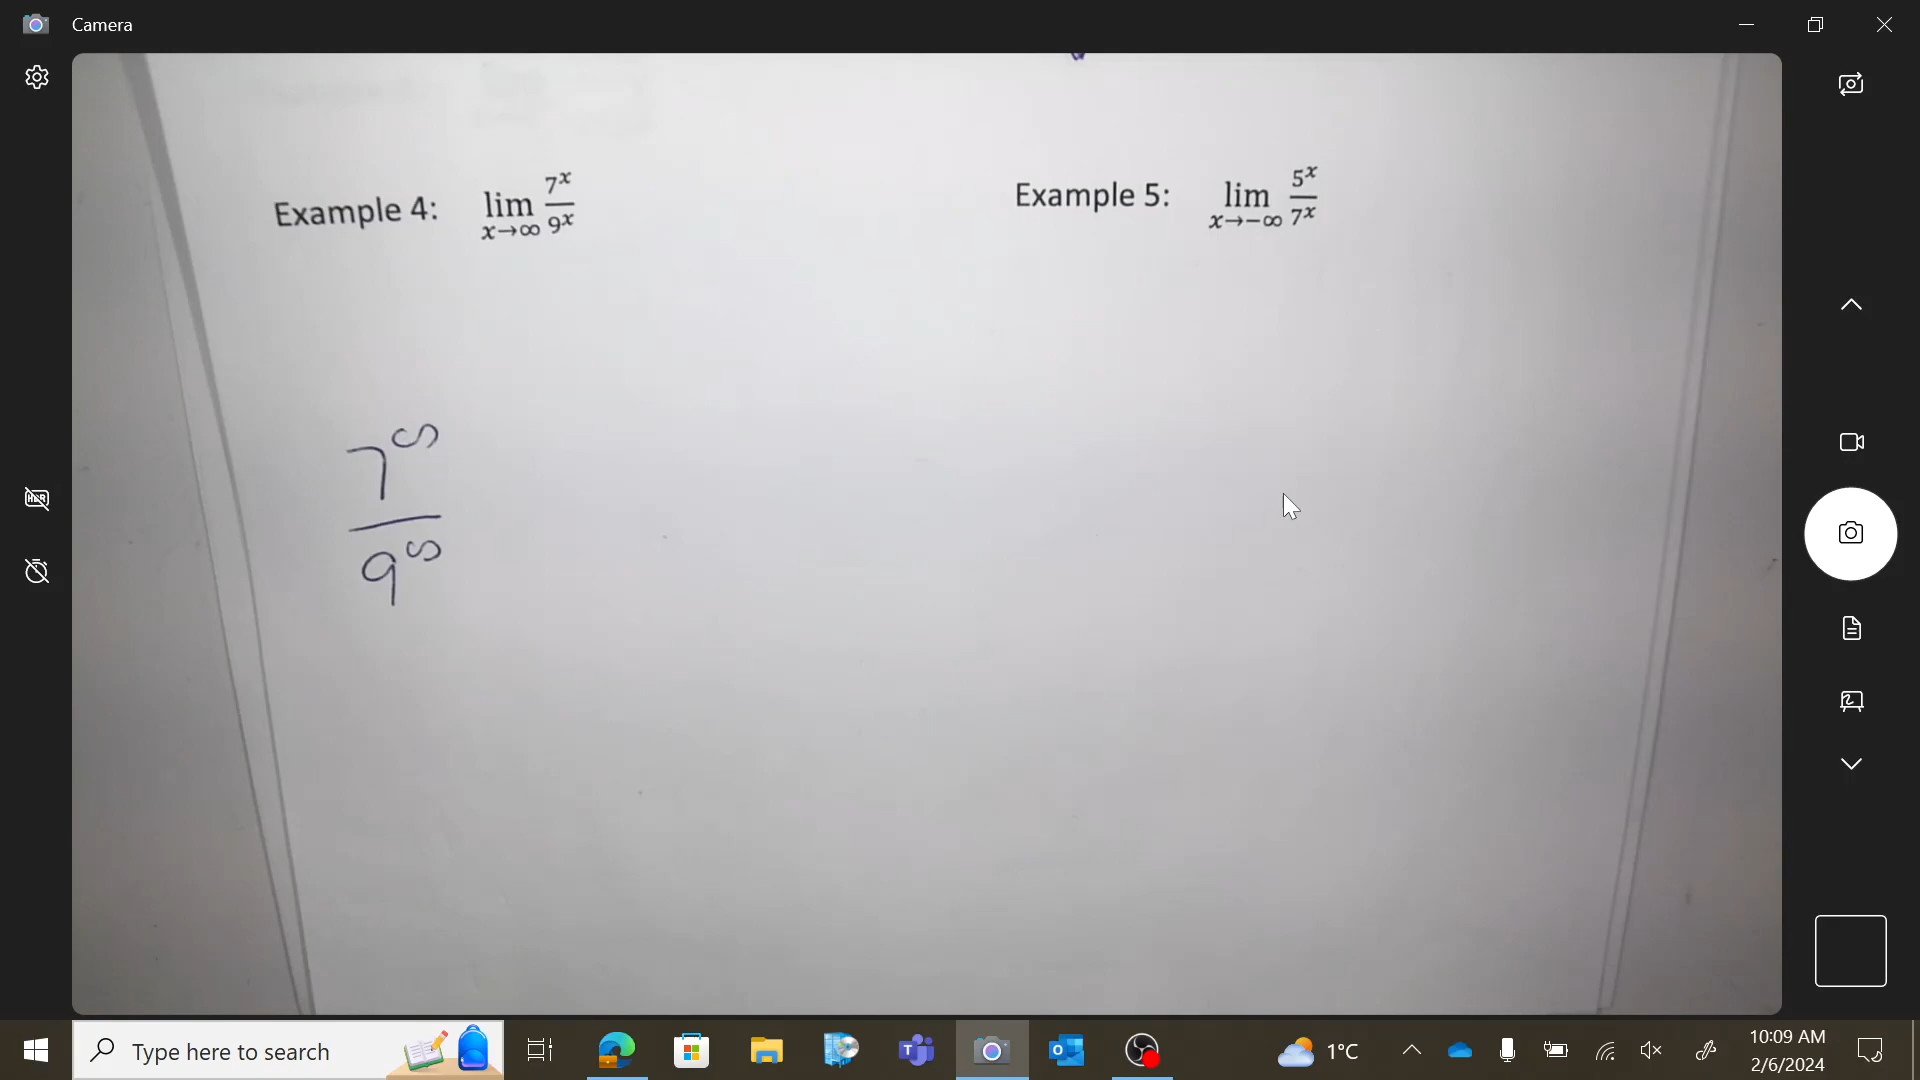 Camera
Example 4: lim x→∞ 7^x/9^x
Example 5: lim x→-∞ 5^x/7^x
7^∞
9^∞
Type here to search
1°C
10:09 AM
2/6/2024